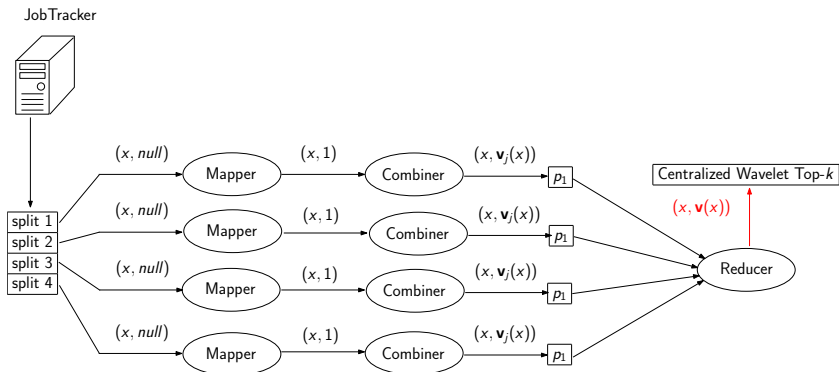 JobTracker
(x, null) (x, 1) (x, v_j(x))
Mapper Combiner p_1
Centralized Wavelet Top-k
(x, v(x))
split 1
split 2
split 3
split 4
(x, null) (x, 1) (x, v_j(x))
Mapper Combiner p_1
Reducer
(x, null) (x, 1) (x, v_j(x))
Mapper Combiner p_1
(x, null) (x, 1) (x, v_j(x))
Mapper Combiner p_1